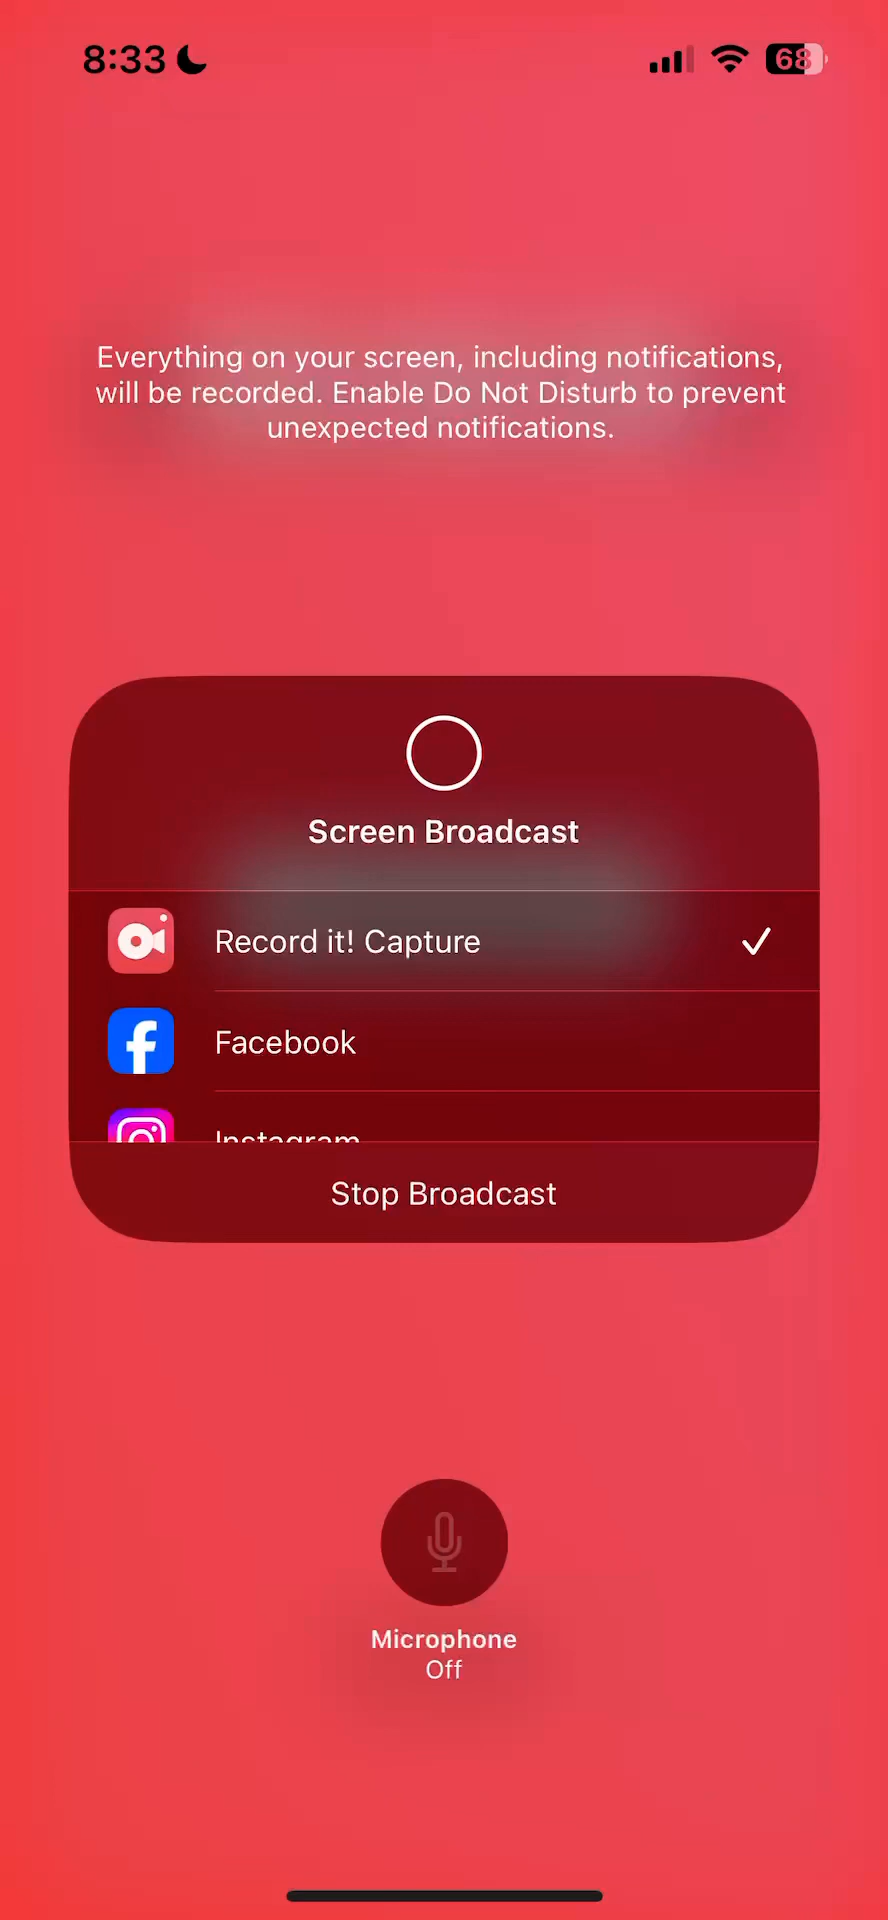 8:33
68
Everything on your screen, including notifications,
will be recorded. Enable Do Not Disturb to prevent
unexpected notifications.
Screen Broadcast
Record it! Capture
Facebook
Instagram
Stop Broadcast
Microphone
Off